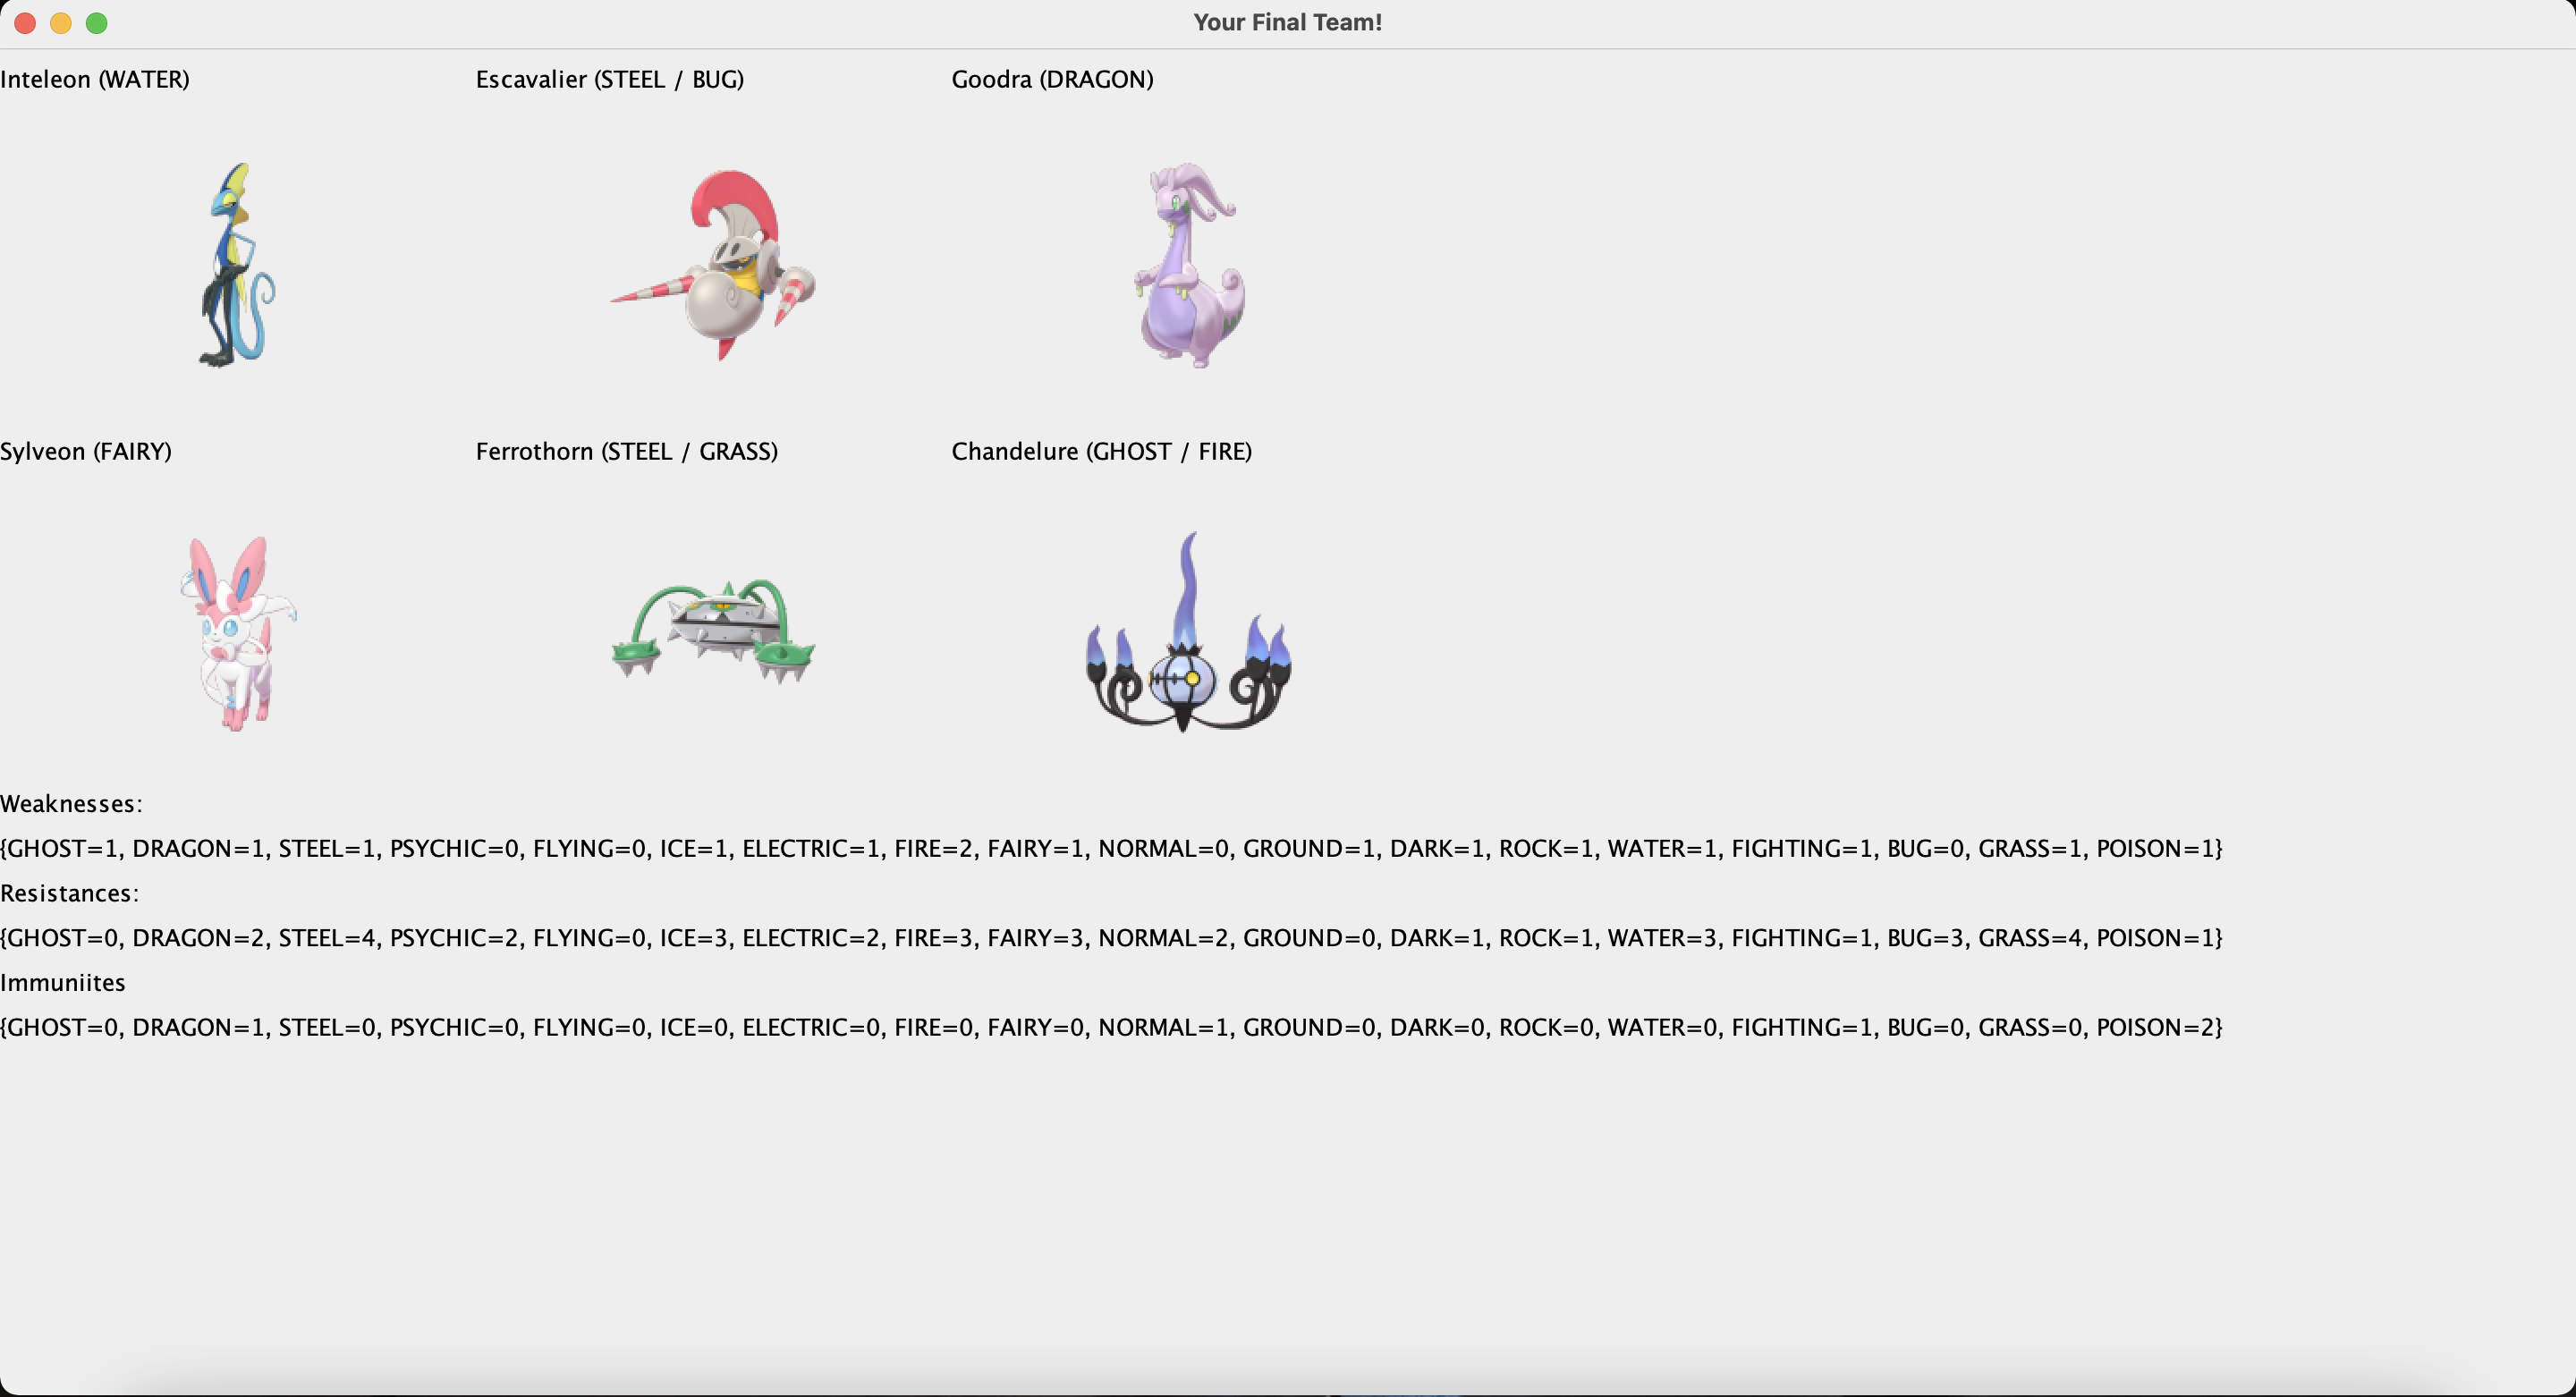 Your Final Team!
Inteleon (WATER)
Escavalier (STEEL / BUG)
Goodra (DRAGON)
Sylveon (FAIRY)
Ferrothorn (STEEL / GRASS)
Chandelure (GHOST / FIRE)
Weaknesses:
{GHOST=1, DRAGON=1, STEEL=1, PSYCHIC=0, FLYING=0, ICE=1, ELECTRIC=1, FIRE=2, FAIRY=1, NORMAL=0, GROUND=1, DARK=1, ROCK=1, WATER=1, FIGHTING=1, BUG=0, GRASS=1, POISON=1}
Resistances:
{GHOST=0, DRAGON=2, STEEL=4, PSYCHIC=2, FLYING=0, ICE=3, ELECTRIC=2, FIRE=3, FAIRY=3, NORMAL=2, GROUND=0, DARK=1, ROCK=1, WATER=3, FIGHTING=1, BUG=3, GRASS=4, POISON=1}
Immuniites
{GHOST=0, DRAGON=1, STEEL=0, PSYCHIC=0, FLYING=0, ICE=0, ELECTRIC=0, FIRE=0, FAIRY=0, NORMAL=1, GROUND=0, DARK=0, ROCK=0, WATER=0, FIGHTING=1, BUG=0, GRASS=0, POISON=2}